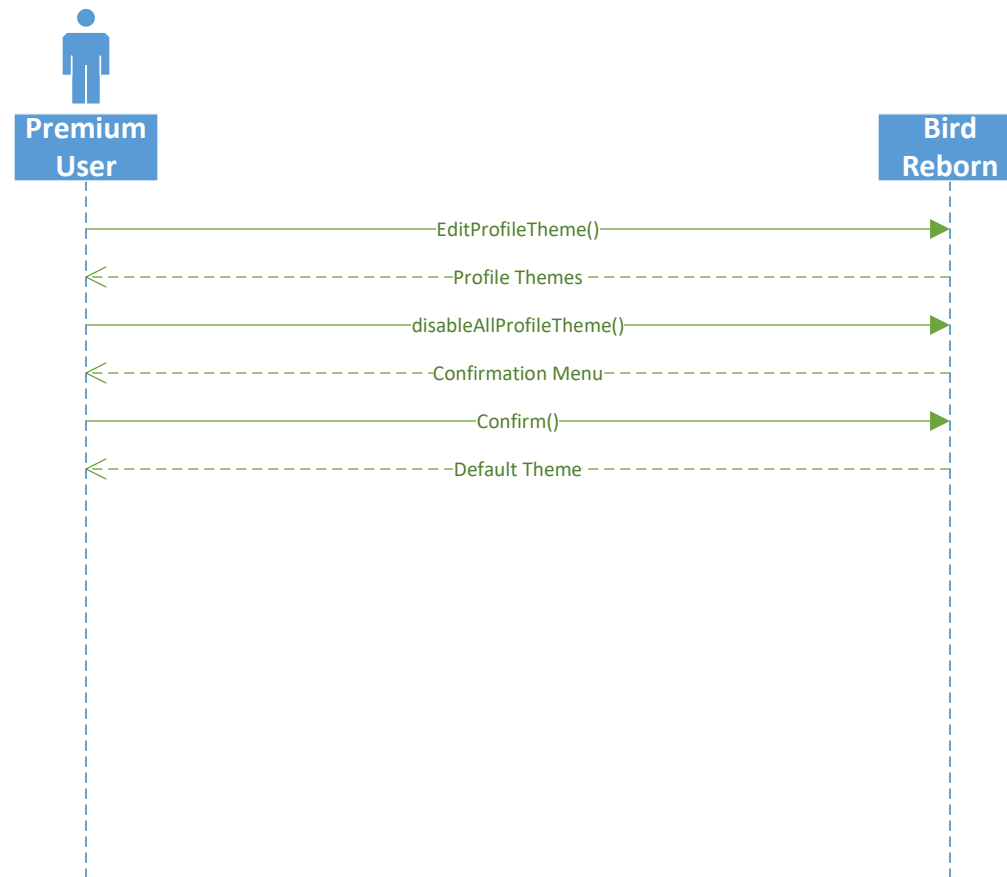 Premium
User
Bird
Reborn
EditProfileTheme()
Profile Themes
disableAllProfileTheme()
Confirmation Menu
Confirm()
Default Theme